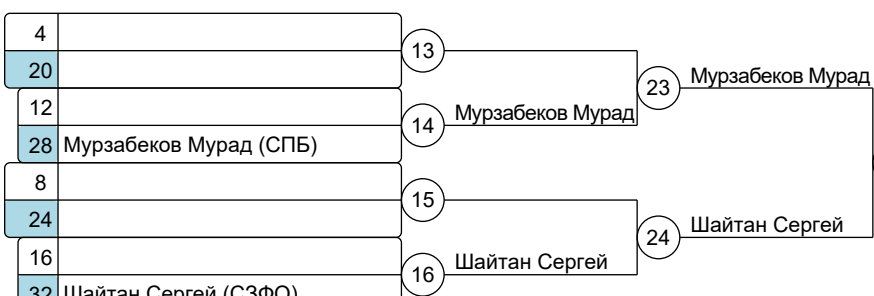 4
20
13
12
28 Мурзабеков Мурад (СПБ)
14 Мурзабеков Мурад
23 Мурзабеков Мурад
8
24
15
16
32 Шайтан Сергей (СЗФО)
16 Шайтан Сергей
24 Шайтан Сергей